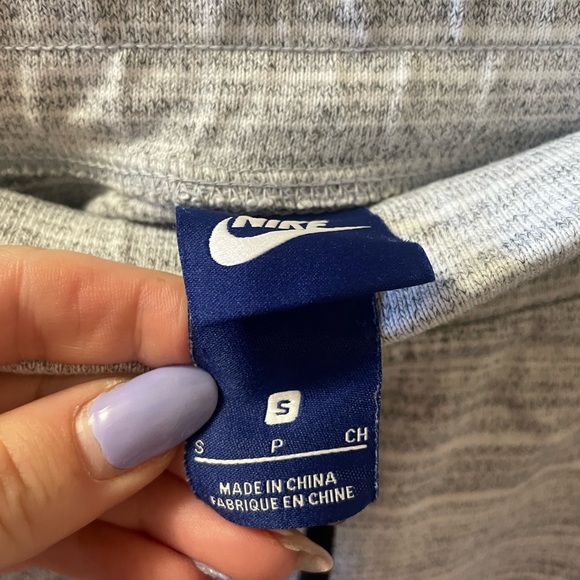 NIKE
S
S P CH
MADE IN CHINA
FABRIQUE EN CHINE